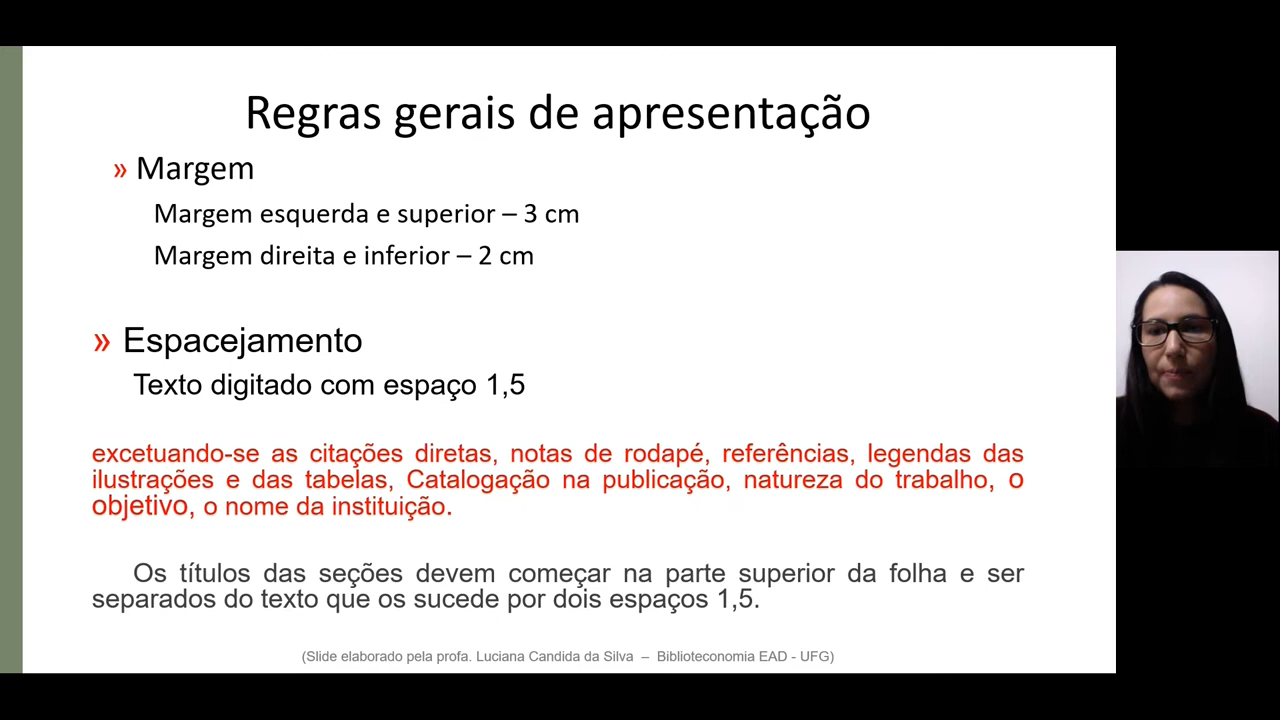 Regras gerais de apresentação
» Margem
Margem esquerda e superior – 3 cm
Margem direita e inferior – 2 cm
» Espacejamento
Texto digitado com espaço 1,5
excetuando-se as citações diretas, notas de rodapé, referências, legendas das
ilustrações e das tabelas, Catalogação na publicação, natureza do trabalho, o
objetivo, o nome da instituição.
Os títulos das seções devem começar na parte superior da folha e ser
separados do texto que os sucede por dois espaços 1,5.
(Slide elaborado pela profa. Luciana Candida da Silva – Biblioteconomia EAD - UFG)